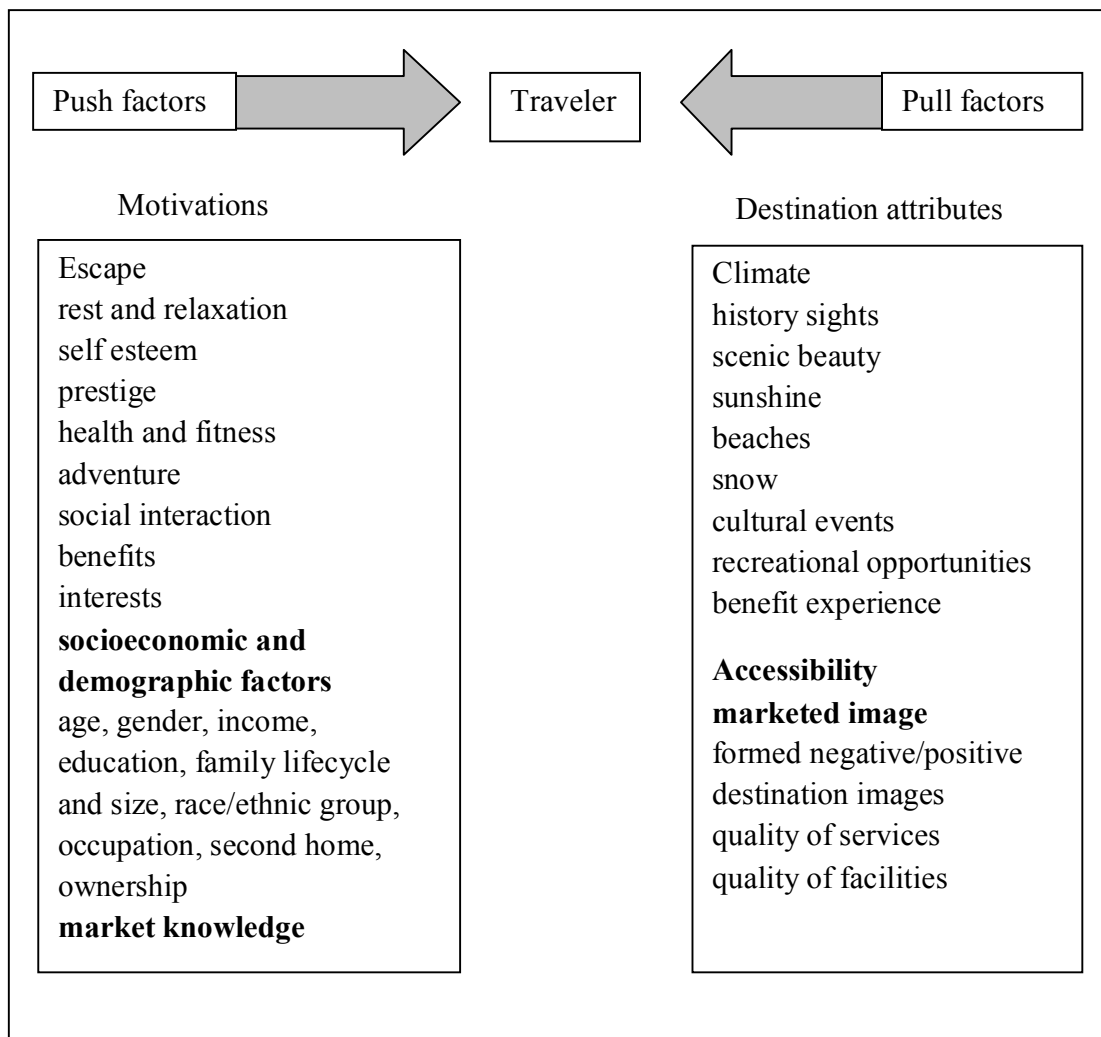 Push factors
Traveler
Pull factors
Motivations
Destination attributes
Escape
rest and relaxation
self esteem
prestige
health and fitness
adventure
social interaction
benefits
interests
socioeconomic and
demographic factors
age, gender, income,
education, family lifecycle
and size, race/ethnic group,
occupation, second home,
ownership
market knowledge
Climate
history sights
scenic beauty
sunshine
beaches
snow
cultural events
recreational opportunities
benefit experience
Accessibility
marketed image
formed negative/positive
destination images
quality of services
quality of facilities